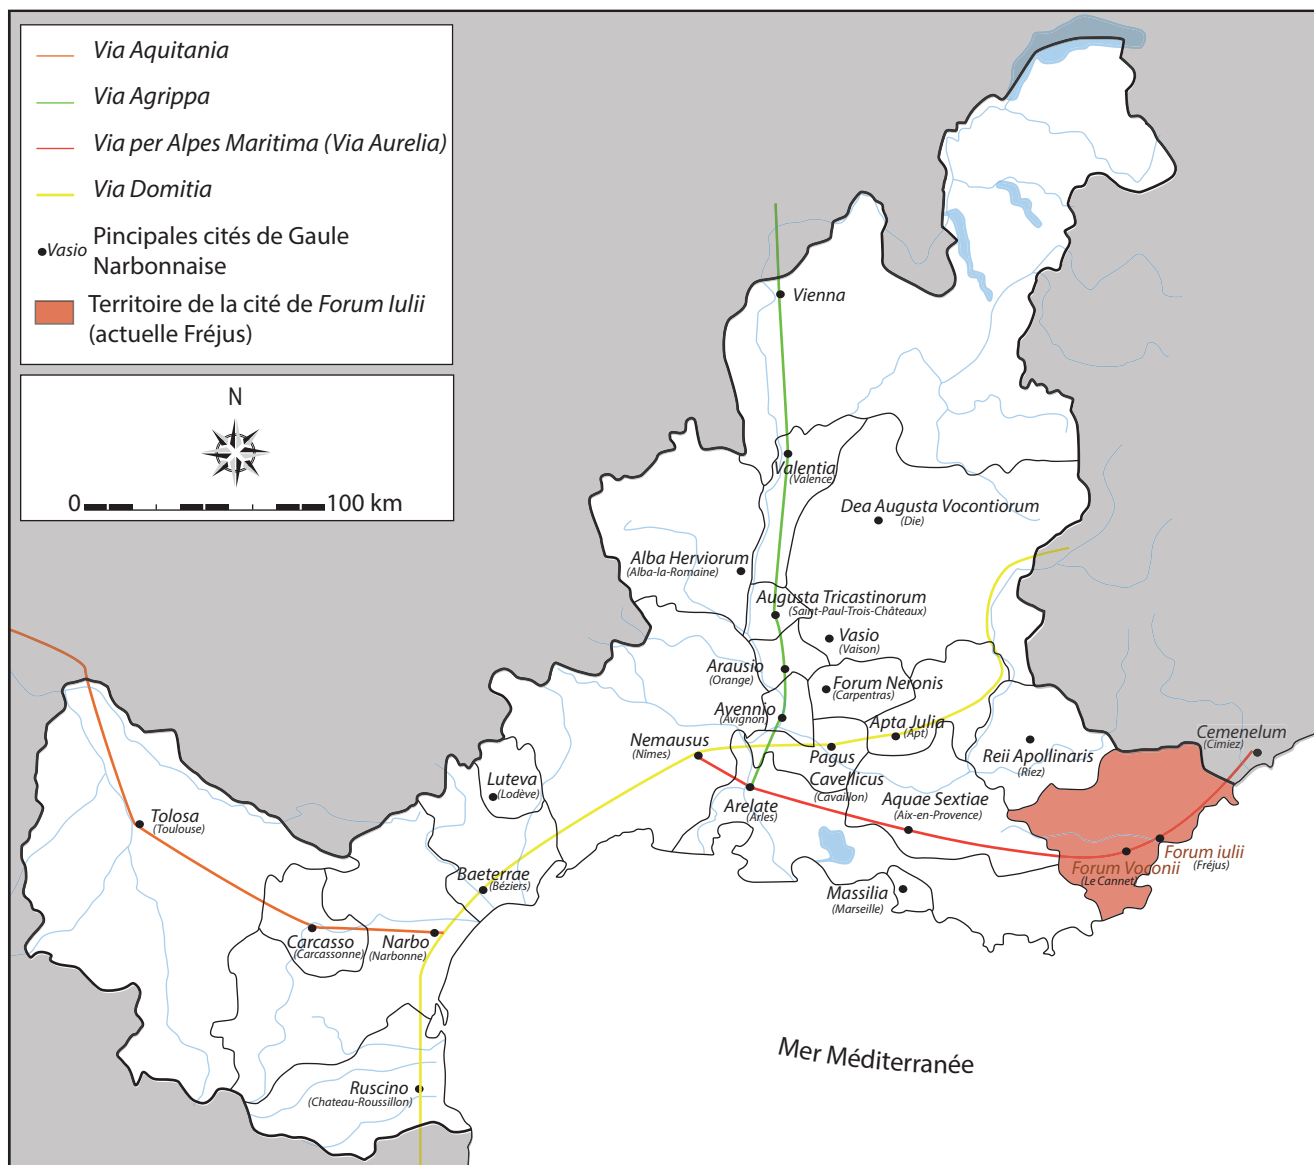 Via Aquitania
Via Agrippa
Via per Alpes Maritima (Via Aurelia)
Via Domitia
Vasio
Pincipales cités de Gaule
Narbonnaise
Territoire de la cité de Forum Iulii
(actuelle Fréjus)
N
0
100 km
Vienna
Valentia
(Valence)
Dea Augusta Vocontiorum
(Die)
Alba Herviorum
(Alba-la-Romaine)
Augusta Tricastinorum
(Saint-Paul-Trois-Châteaux)
Vasio
(Vaison)
Arausio
(Orange)
Forum Neronis
(Carpentras)
Avennio
(Avignon)
Apta Julia
(Apt)
Nemausus
(Nîmes)
Pagus
Cavellicus
(Cavaillon)
Reii Apollinaris
(Riez)
Cemenelum
(Cimiez)
Luteva
(Lodève)
Arelate
(Arles)
Aquae Sextiae
(Aix-en-Provence)
Tolosa
(Toulouse)
Forum iulii
(Fréjus)
Forum Voconii
(Le Cannet)
Baeterrae
(Béziers)
Massilia
(Marseille)
Carcasso
(Carcassonne)
Narbo
(Narbonne)
Mer Méditerranée
Ruscino
(Chateau-Roussillon)